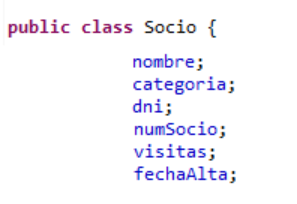 public class Socio {
nombre;
categoria;
dni;
numSocio;
visitas;
fechaAlta;